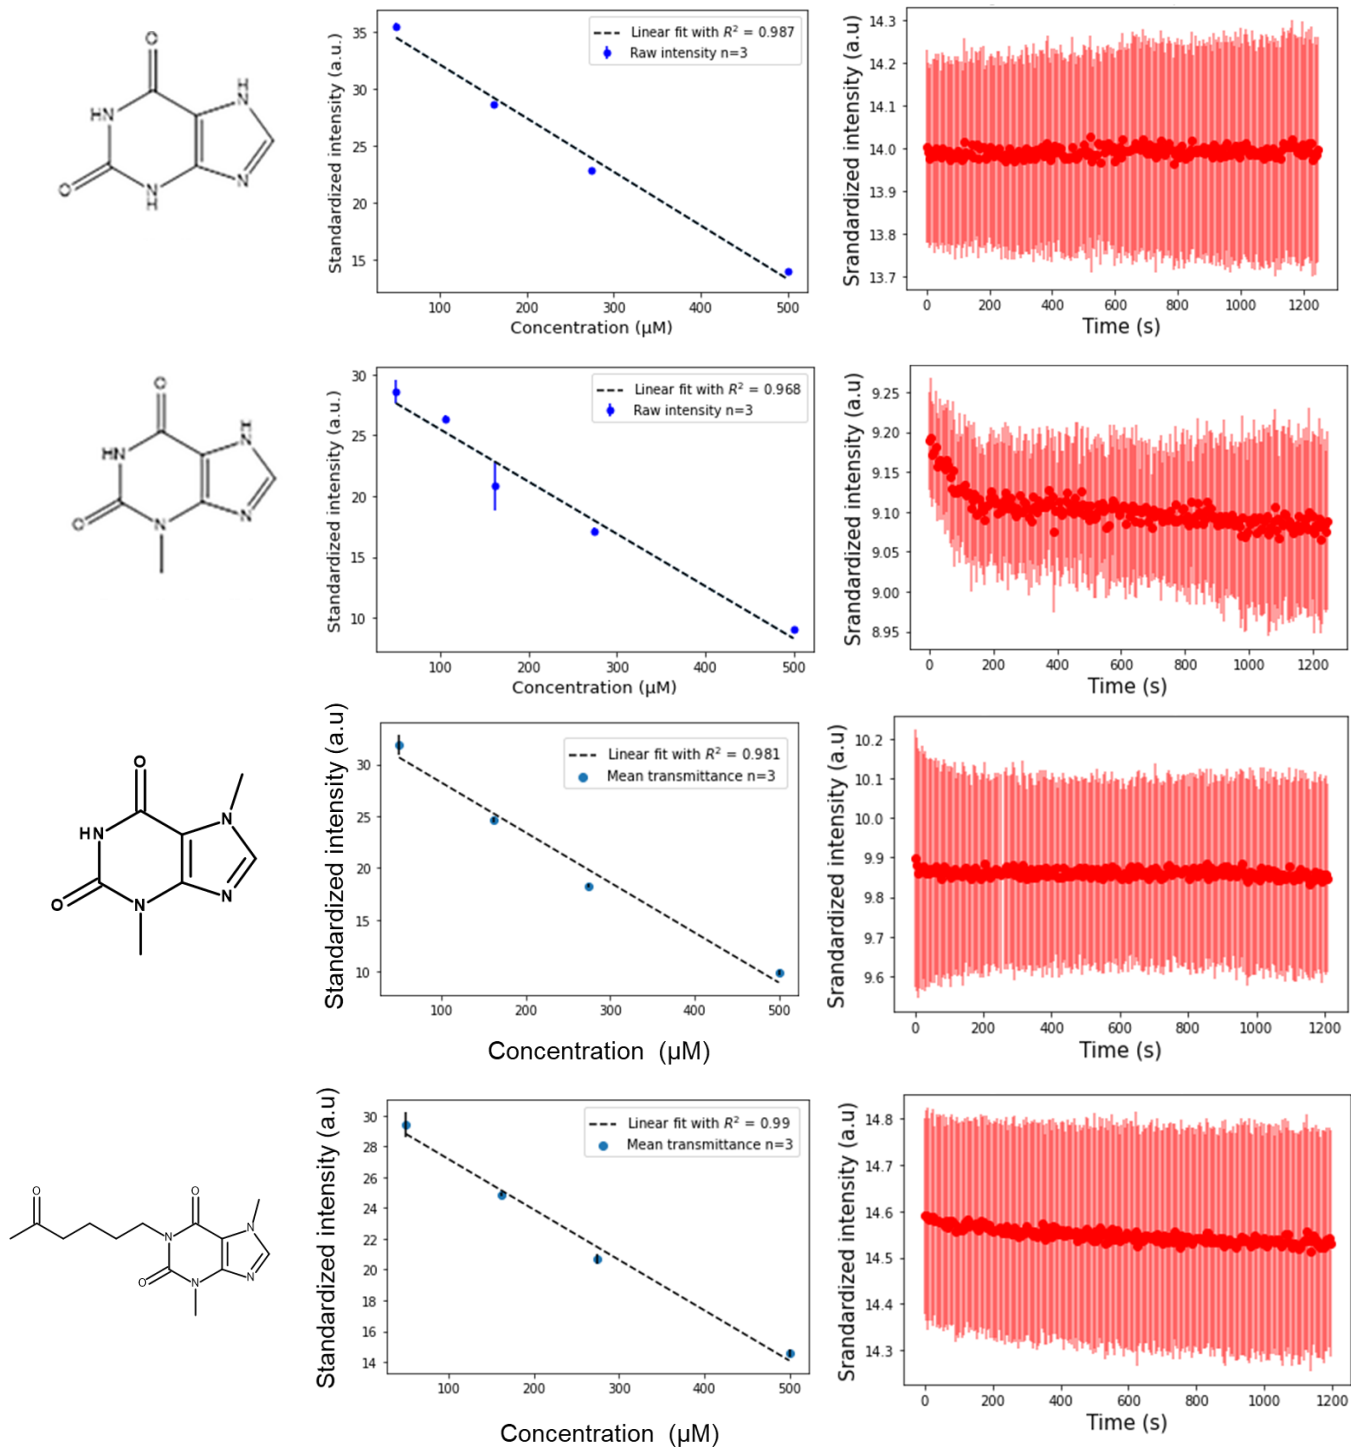 O
H
N
HN
O
N
H
N
Standardized intensity (a.u.)
35
30
25
20
15
Linear fit with R² = 0.987
Raw intensity n=3
100 200 300 400 500
Concentration (µM)
Srandardized intensity (a.u)
14.3
14.2
14.1
14.0
13.9
13.8
13.7
0 200 400 600 800 1000 1200
Time (s)
O
H
N
HN
O
N
N
Standardized intensity (a.u.)
30
25
20
15
10
Linear fit with R² = 0.968
Raw intensity n=3
100 200 300 400 500
Concentration (µM)
Srandardized intensity (a.u)
9.25
9.20
9.15
9.10
9.05
9.00
8.95
0 200 400 600 800 1000 1200
Time (s)
O
N
HN
O
N
N
Standardized intensity (a.u)
30
25
20
15
10
Linear fit with R² = 0.981
Mean transmittance n=3
100 200 300 400 500
Concentration (µM)
Srandardized intensity (a.u)
10.2
10.1
10.0
9.9
9.8
9.7
9.6
0 200 400 600 800 1000 1200
Time (s)
O
O
N
N
O
N
N
Standardized intensity (a.u)
30
28
26
24
22
20
18
16
14
Linear fit with R² = 0.99
Mean transmittance n=3
100 200 300 400 500
Concentration (µM)
Srandardized intensity (a.u)
14.8
14.7
14.6
14.5
14.4
14.3
0 200 400 600 800 1000 1200
Time (s)